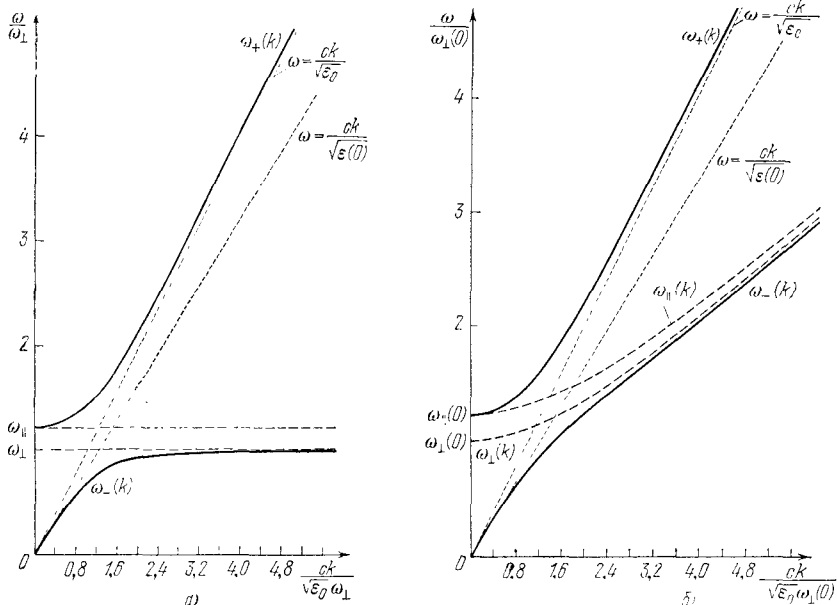 ω/ω⊥
4
3
2
ω∥
ω⊥
0
0,8
1,6
2,4
3,2
4,0
4,8
ck/√ε₀ω⊥
ω₊(k)
ω = ck/√ε₀
ω = ck/√ε(0)
ω₋(k)
а)
ω/ω⊥(0)
4
3
2
ω∥(0)
ω⊥(0)
0
0.8
1.6
2.4
3.2
4.0
4.8
ck/√ε₀ω⊥(0)
ω₊(k)
ω = ck/√ε₀
ω = ck/√ε(0)
ω∥(k)
ω₋(k)
ω⊥(k)
б)